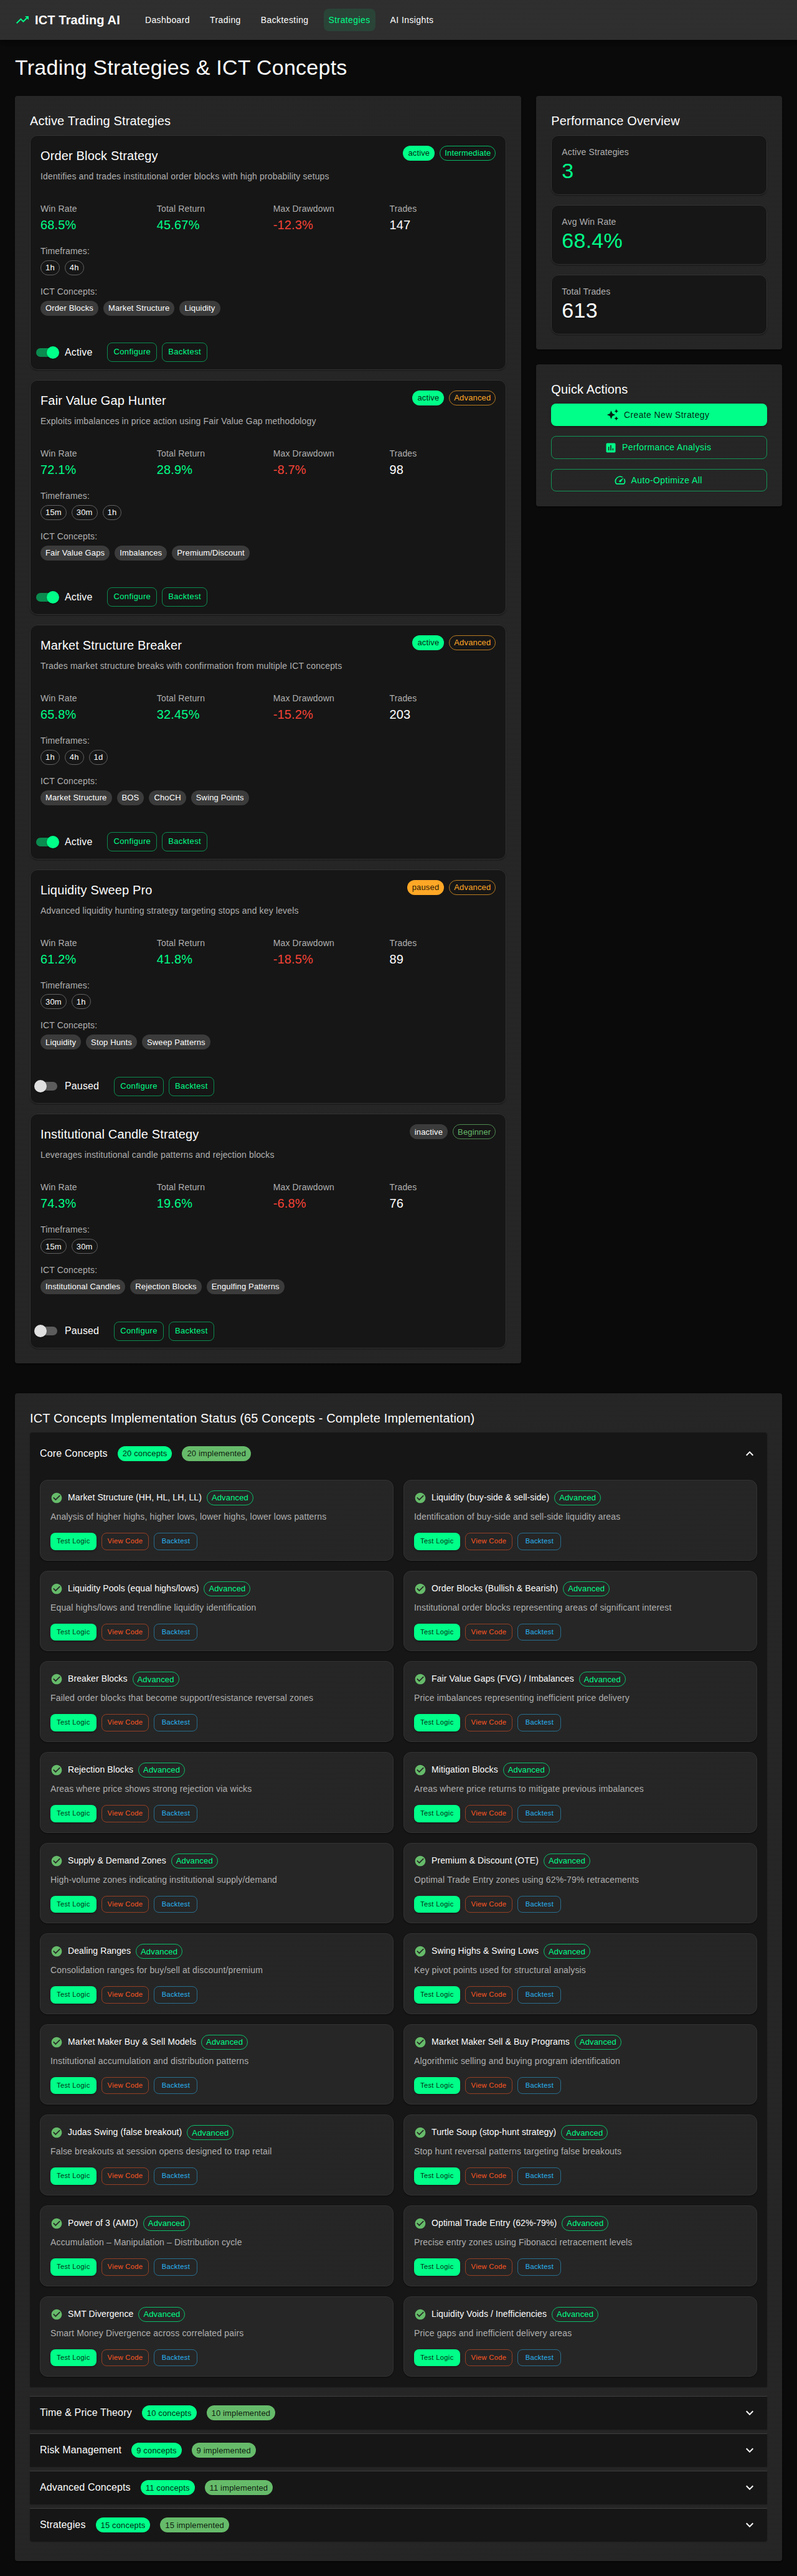 ICT Trading AI
Dashboard Trading Backtesting Strategies AI Insights
Trading Strategies & ICT Concepts
Active Trading Strategies
Order Block Strategy active Intermediate
Identifies and trades institutional order blocks with high probability setups
Win Rate Total Return Max Drawdown Trades
68.5% 45.67% -12.3% 147
Timeframes:
1h 4h
ICT Concepts:
Order Blocks Market Structure Liquidity
Active Configure Backtest
Fair Value Gap Hunter active Advanced
Exploits imbalances in price action using Fair Value Gap methodology
Win Rate Total Return Max Drawdown Trades
72.1% 28.9% -8.7% 98
Timeframes:
15m 30m 1h
ICT Concepts:
Fair Value Gaps Imbalances Premium/Discount
Active Configure Backtest
Market Structure Breaker active Advanced
Trades market structure breaks with confirmation from multiple ICT concepts
Win Rate Total Return Max Drawdown Trades
65.8% 32.45% -15.2% 203
Timeframes:
1h 4h 1d
ICT Concepts:
Market Structure BOS ChoCH Swing Points
Active Configure Backtest
Liquidity Sweep Pro paused Advanced
Advanced liquidity hunting strategy targeting stops and key levels
Win Rate Total Return Max Drawdown Trades
61.2% 41.8% -18.5% 89
Timeframes:
30m 1h
ICT Concepts:
Liquidity Stop Hunts Sweep Patterns
Paused Configure Backtest
Institutional Candle Strategy inactive Beginner
Leverages institutional candle patterns and rejection blocks
Win Rate Total Return Max Drawdown Trades
74.3% 19.6% -6.8% 76
Timeframes:
15m 30m
ICT Concepts:
Institutional Candles Rejection Blocks Engulfing Patterns
Paused Configure Backtest
Performance Overview
Active Strategies
3
Avg Win Rate
68.4%
Total Trades
613
Quick Actions
Create New Strategy
Performance Analysis
Auto-Optimize All
ICT Concepts Implementation Status (65 Concepts - Complete Implementation)
Core Concepts 20 concepts 20 implemented
Market Structure (HH, HL, LH, LL) Advanced
Analysis of higher highs, higher lows, lower highs, lower lows patterns
Test Logic View Code Backtest
Liquidity (buy-side & sell-side) Advanced
Identification of buy-side and sell-side liquidity areas
Test Logic View Code Backtest
Liquidity Pools (equal highs/lows) Advanced
Equal highs/lows and trendline liquidity identification
Test Logic View Code Backtest
Order Blocks (Bullish & Bearish) Advanced
Institutional order blocks representing areas of significant interest
Test Logic View Code Backtest
Breaker Blocks Advanced
Failed order blocks that become support/resistance reversal zones
Test Logic View Code Backtest
Fair Value Gaps (FVG) / Imbalances Advanced
Price imbalances representing inefficient price delivery
Test Logic View Code Backtest
Rejection Blocks Advanced
Areas where price shows strong rejection via wicks
Test Logic View Code Backtest
Mitigation Blocks Advanced
Areas where price returns to mitigate previous imbalances
Test Logic View Code Backtest
Supply & Demand Zones Advanced
High-volume zones indicating institutional supply/demand
Test Logic View Code Backtest
Premium & Discount (OTE) Advanced
Optimal Trade Entry zones using 62%-79% retracements
Test Logic View Code Backtest
Dealing Ranges Advanced
Consolidation ranges for buy/sell at discount/premium
Test Logic View Code Backtest
Swing Highs & Swing Lows Advanced
Key pivot points used for structural analysis
Test Logic View Code Backtest
Market Maker Buy & Sell Models Advanced
Institutional accumulation and distribution patterns
Test Logic View Code Backtest
Market Maker Sell & Buy Programs Advanced
Algorithmic selling and buying program identification
Test Logic View Code Backtest
Judas Swing (false breakout) Advanced
False breakouts at session opens designed to trap retail
Test Logic View Code Backtest
Turtle Soup (stop-hunt strategy) Advanced
Stop hunt reversal patterns targeting false breakouts
Test Logic View Code Backtest
Power of 3 (AMD) Advanced
Accumulation – Manipulation – Distribution cycle
Test Logic View Code Backtest
Optimal Trade Entry (62%-79%) Advanced
Precise entry zones using Fibonacci retracement levels
Test Logic View Code Backtest
SMT Divergence Advanced
Smart Money Divergence across correlated pairs
Test Logic View Code Backtest
Liquidity Voids / Inefficiencies Advanced
Price gaps and inefficient delivery areas
Test Logic View Code Backtest
Time & Price Theory 10 concepts 10 implemented
Risk Management 9 concepts 9 implemented
Advanced Concepts 11 concepts 11 implemented
Strategies 15 concepts 15 implemented